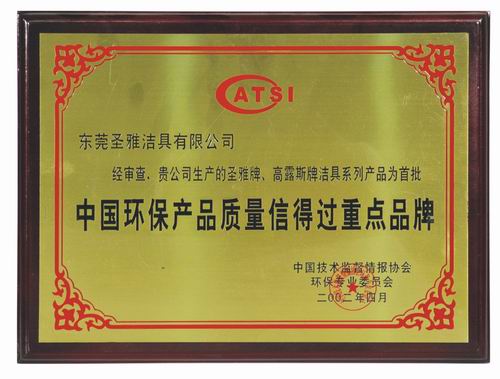 CATSI
东莞圣雅洁具有限公司
经审查、贵公司生产的圣雅牌、高露斯牌洁具系列产品为首批
中国环保产品质量信得过重点品牌
中国技术监督情报协会
环保专业委员会
二00二年四月